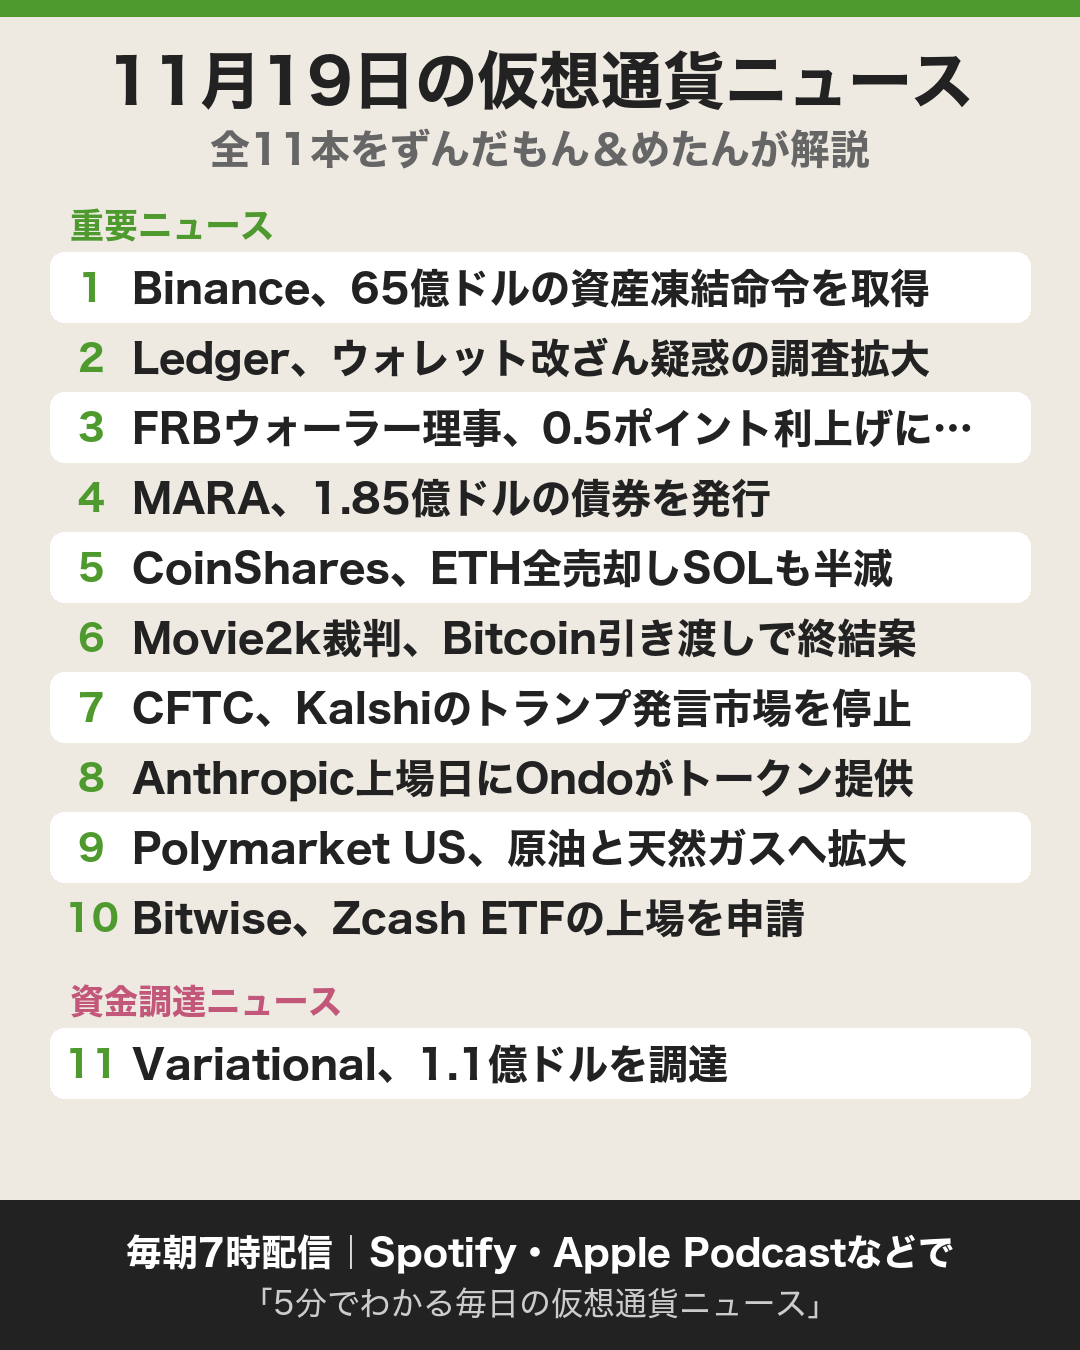 11月19日の仮想通貨ニュース
全11本をずんだもん&めたんが解説
重要ニュース
1 Binance、65億ドルの資産凍結命令を取得
2 Ledger、ウォレット改ざん疑惑の調査拡大
3 FRBウォーラー理事、0.5ポイント利上げに…
4 MARA、1.85億ドルの債券を発行
5 CoinShares、ETH全売却しSOLも半減
6 Movie2k裁判、Bitcoin引き渡しで終結案
7 CFTC、Kalshiのトランプ発言市場を停止
8 Anthropic上場日にOndoがトークン提供
9 Polymarket US、原油と天然ガスへ拡大
10 Bitwise、Zcash ETFの上場を申請
資金調達ニュース
11 Variational、1.1億ドルを調達
毎朝7時配信｜Spotify・Apple Podcastなどで
「5分でわかる毎日の仮想通貨ニュース」